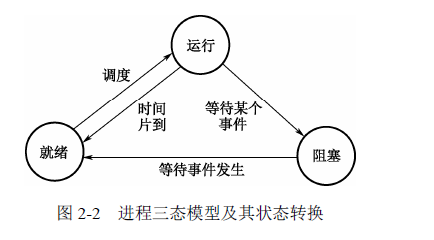 运行
调度
时间
片到
等待某个
事件
就绪
阻塞
等待事件发生
图 2-2 进程三态模型及其状态转换